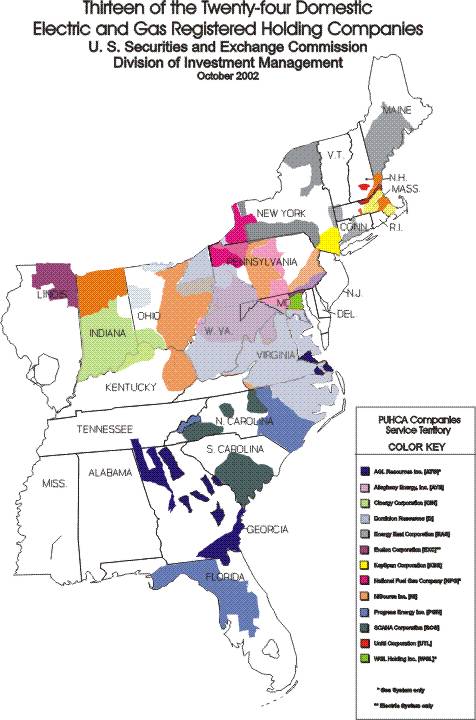 Thirteen of the Twenty-four Domestic
Electric and Gas Registered Holding Companies
U. S. Securities and Exchange Commission
Division of Investment Management
October 2002
MAINE
V.T.
N.H.
MASS.
NEW YORK
CONN.
R.I.
PENNSYLVANIA
N.J.
MD
DEL
OHIO
INDIANA
W. VA.
VIRGINIA
KENTUCKY
TENNESSEE
N. CAROLINA
S. CAROLINA
MISS.
ALABAMA
GEORGIA
FLORIDA
PUHCA Companies
Service Territory
COLOR KEY
AGL Resources Inc. [ATG]*
Allegheny Energy, Inc. [AYE]
Cinergy Corporation [CIN]
Dominion Resources [D]
Energy East Corporation [EAS]
Exelon Corporation [EXC]**
KeySpan Corporation [KSE]
National Fuel Gas Company [NFG]*
NiSource Inc. [NI]
Progress Energy Inc. [PGN]
SCANA Corporation [SCG]
Unitil Corporation [UTL]
WGL Holding Inc. [WGL]*
* Gas System only
** Electric System only